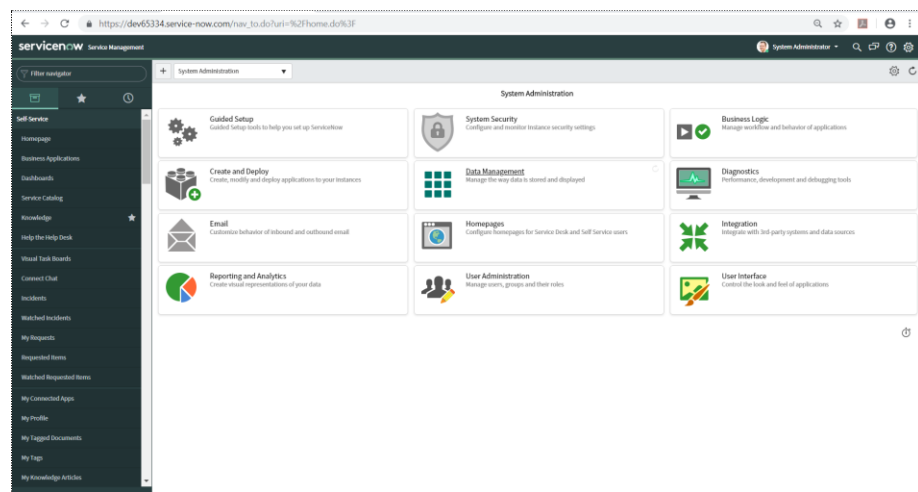 https://dev65334.service-now.com/nav_to.do?uri=%2Fhome.do%3F
servicenow Service Management
System Administrator
Filter navigator
System Administration
System Administration
Self-Service
Homepage
Business Applications
Dashboards
Service Catalog
Knowledge
Help the Help Desk
Visual Task Boards
Connect Chat
Incidents
Watched Incidents
My Requests
Requested Items
Watched Requested Items
My Connected Apps
My Profile
My Tagged Documents
My Tags
My Knowledge Articles
Guided Setup
Guided Setup tools to help you set up ServiceNow
System Security
Configure and monitor instance security settings
Business Logic
Manage workflow and behavior of applications
Create and Deploy
Create, modify and deploy applications to your instances
Data Management
Manage the way data is stored and displayed
Diagnostics
Performance, development and debugging tools
Email
Customize behavior of inbound and outbound email
Homepages
Configure homepages for Service Desk and Self Service users
Integration
Integrate with 3rd-party systems and data sources
Reporting and Analytics
Create visual representations of your data
User Administration
Manage users, groups and their roles
User Interface
Control the look and feel of applications